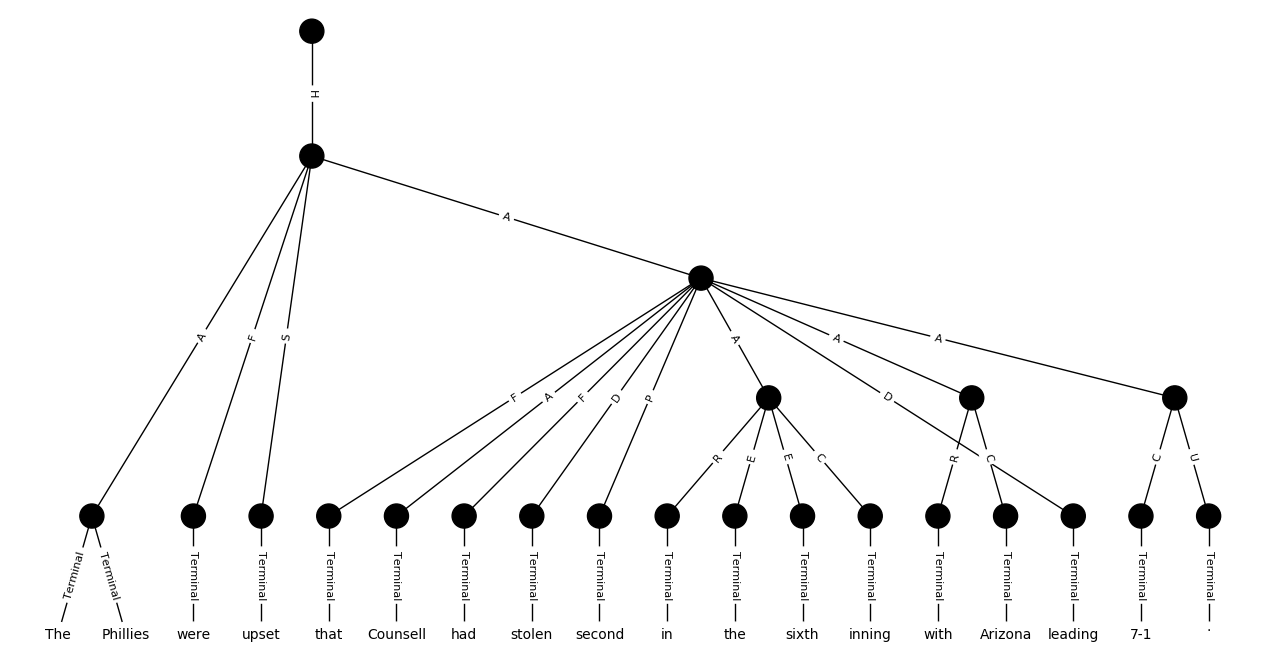 H
A
A F S
A A A
F A F D P D
R E E C R C C U
Terminal Terminal Terminal Terminal Terminal Terminal Terminal Terminal Terminal Terminal Terminal Terminal Terminal Terminal Terminal Terminal Terminal Terminal
The Phillies were upset that Counsell had stolen second in the sixth inning with Arizona leading 7-1 .